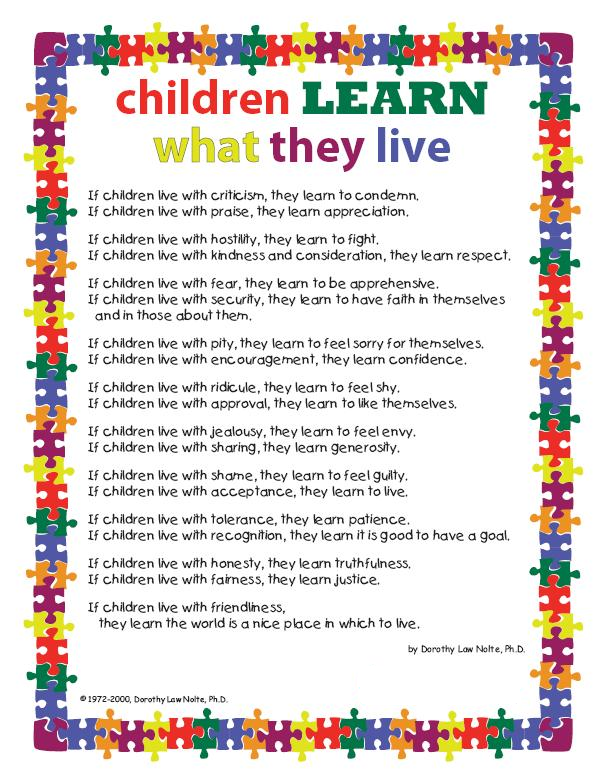 children LEARN
what they live
If children live with criticism, they learn to condemn.
If children live with praise, they learn appreciation.
If children live with hostility, they learn to fight.
If children live with kindness and consideration, they learn respect.
If children live with fear, they learn to be apprehensive.
If children live with security, they learn to have faith in themselves
and in those about them.
If children live with pity, they learn to feel sorry for themselves.
If children live with encouragement, they learn confidence.
If children live with ridicule, they learn to feel shy.
If children live with approval, they learn to like themselves.
If children live with jealousy, they learn to feel envy.
If children live with sharing, they learn generosity.
If children live with shame, they learn to feel guilty.
If children live with acceptance, they learn to live.
If children live with tolerance, they learn patience.
If children live with recognition, they learn it is good to have a goal.
If children live with honesty, they learn truthfulness.
If children live with fairness, they learn justice.
If children live with friendliness,
they learn the world is a nice place in which to live.
by Dorothy Law Nolte, Ph.D.
© 1972-2000, Dorothy Law Nolte, Ph.D.